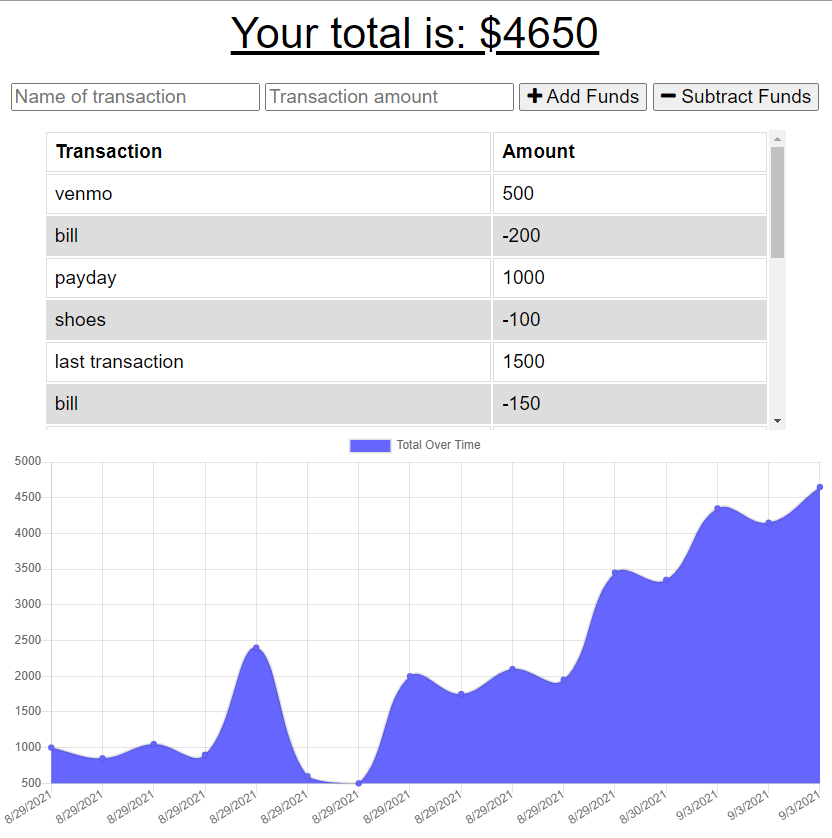 Your total is: $4650
Name of transaction Transaction amount Add Funds Subtract Funds
Transaction Amount
venmo 500
bill -200
payday 1000
shoes -100
last transaction 1500
bill -150
Total Over Time
5000
4500
4000
3500
3000
2500
2000
1500
1000
500
8/29/2021 8/29/2021 8/29/2021 8/29/2021 8/29/2021 8/29/2021 8/29/2021 8/29/2021 8/29/2021 8/29/2021 8/29/2021 8/29/2021 8/30/2021 9/3/2021 9/3/2021 9/3/2021